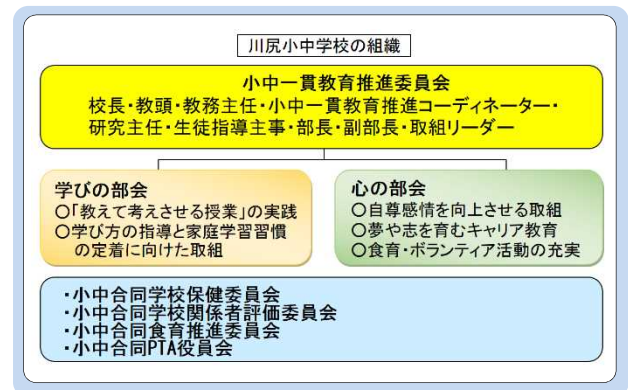 川尻小中学校の組織
小中一貫教育推進委員会
校長・教頭・教務主任・小中一貫教育推進コーディネーター・
研究主任・生徒指導主事・部長・副部長・取組リーダー
学びの部会
〇「教えて考えさせる授業」の実践
〇学び方の指導と家庭学習習慣
の定着に向けた取組
心の部会
〇自尊感情を向上させる取組
〇夢や志を育むキャリア教育
〇食育・ボランティア活動の充実
・小中合同学校保健委員会
・小中合同学校関係者評価委員会
・小中合同食育推進委員会
・小中合同PTA役員会